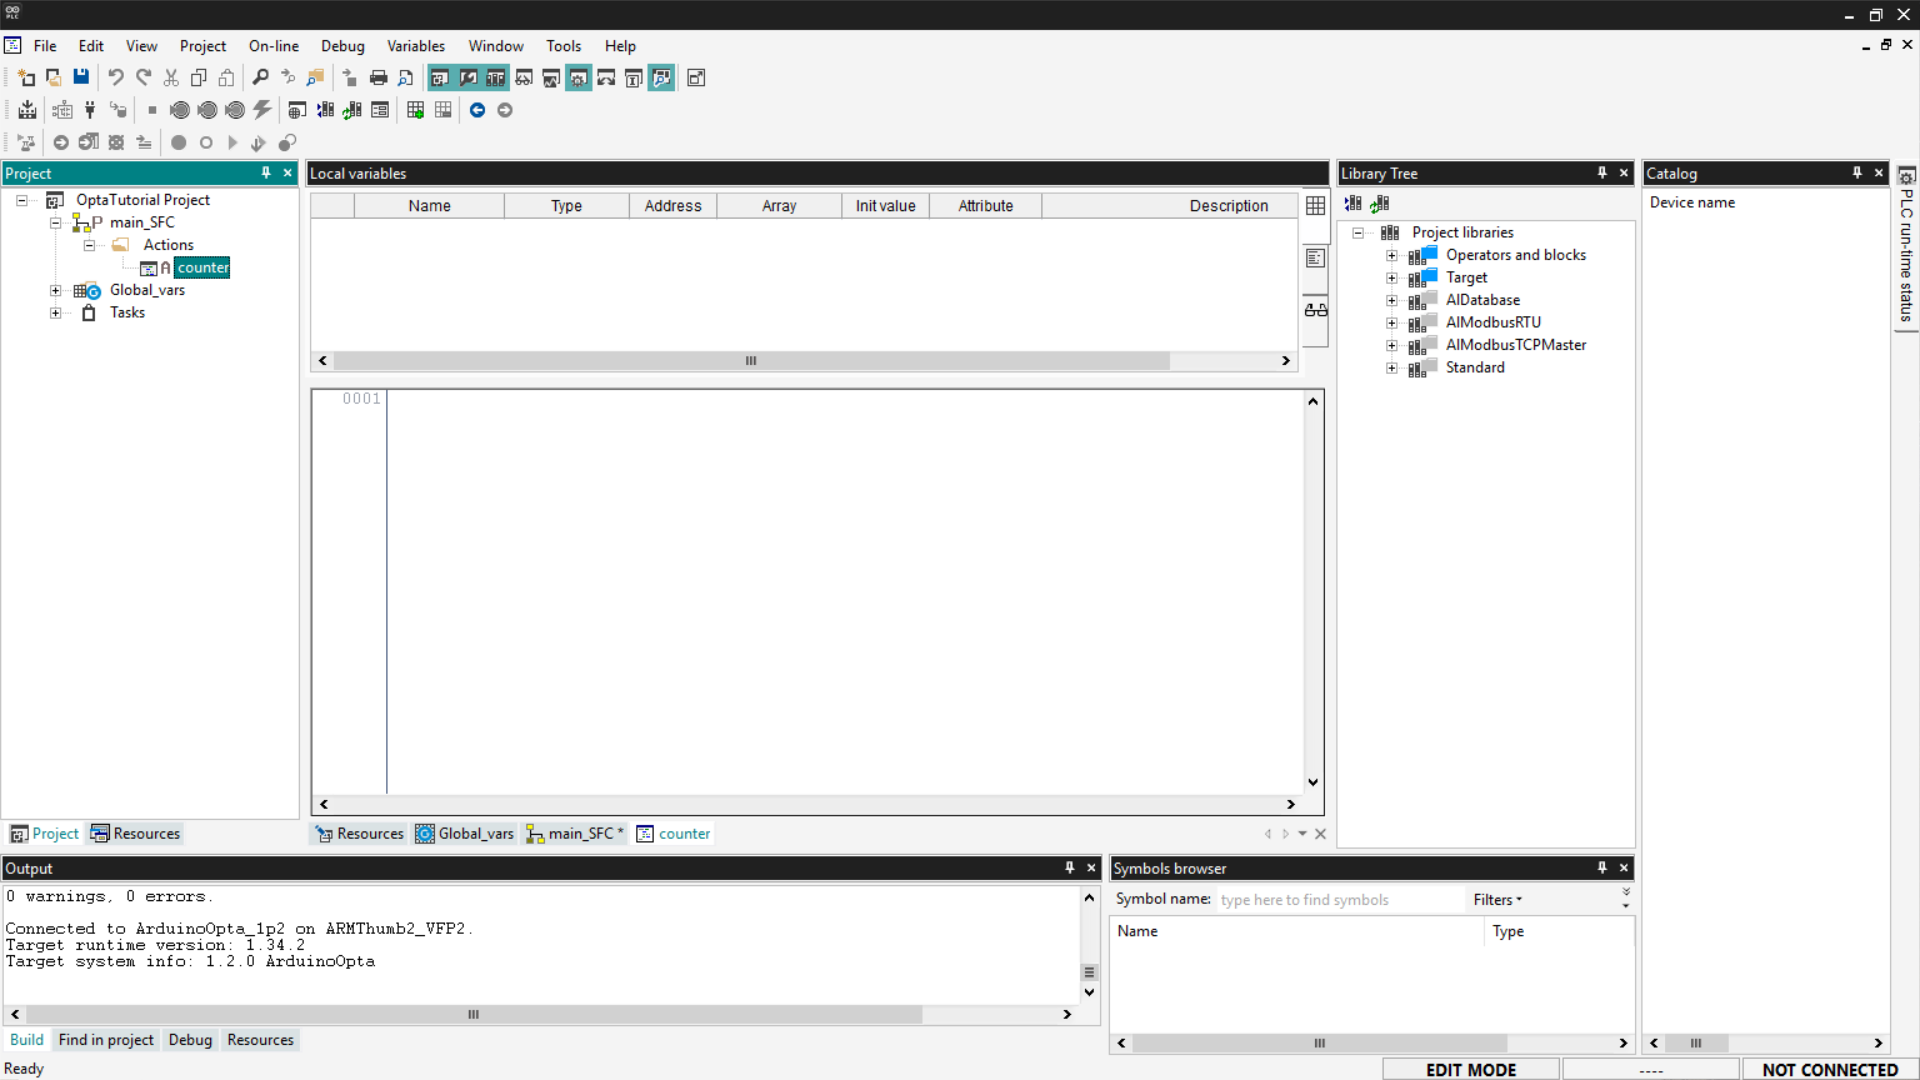 PLC
File Edit View Project On-line Debug Variables Window Tools Help
Project
OptaTutorial Project
P main_SFC
Actions
A counter
Global_vars
Tasks
Project Resources
Local variables
Name Type Address Array Init value Attribute Description
0001
Resources Global_vars main_SFC * counter
Library Tree
Project libraries
Operators and blocks
Target
AIDatabase
AIModbusRTU
AIModbusTCPMaster
Standard
Catalog
Device name
PLC run-time status
Output
0 warnings, 0 errors.
Connected to ArduinoOpta_1p2 on ARMThumb2_VFP2.
Target runtime version: 1.34.2
Target system info: 1.2.0 ArduinoOpta
Build Find in project Debug Resources
Symbols browser
Symbol name: type here to find symbols Filters
Name Type
Ready
EDIT MODE ---- NOT CONNECTED